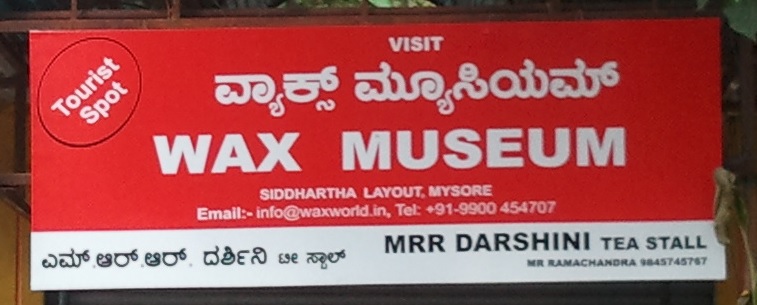 VISIT
Tourist
Spot
ವ್ಯಾಕ್ಸ್ ಮ್ಯೂಸಿಯಮ್
WAX MUSEUM
SIDDHARTHA LAYOUT, MYSORE
Email:- info@waxworld.in, Tel: +91-9900 454707
ಎಮ್.ಆರ್.ಆರ್. ದರ್ಶಿನಿ ಟೀ ಸ್ಟಾಲ್
MRR DARSHINI TEA STALL
MR RAMACHANDRA 9845745767